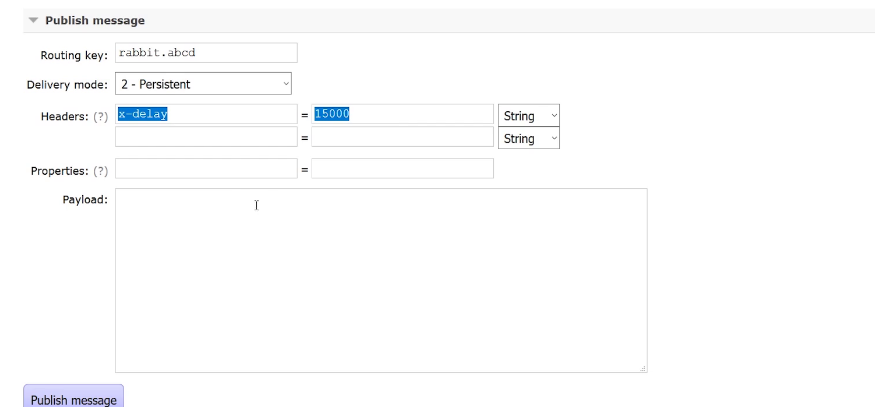 Publish message
Routing key: rabbit.abcd
Delivery mode: 2 - Persistent
Headers: (?) x-delay = 15000 String
= String
Properties: (?) =
Payload:
Publish message